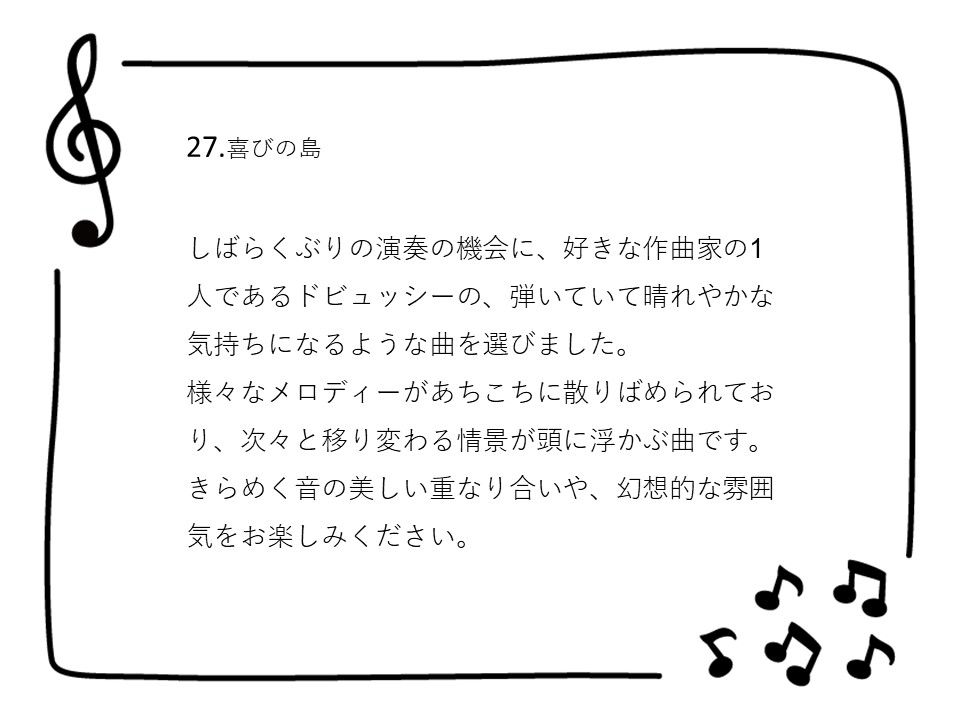 27.喜びの島
しばらくぶりの演奏の機会に、好きな作曲家の1
人であるドビュッシーの、弾いていて晴れやかな
気持ちになるような曲を選びました。
様々なメロディーがあちこちに散りばめられてお
り、次々と移り変わる情景が頭に浮かぶ曲です。
きらめく音の美しい重なり合いや、幻想的な雰囲
気をお楽しみください。